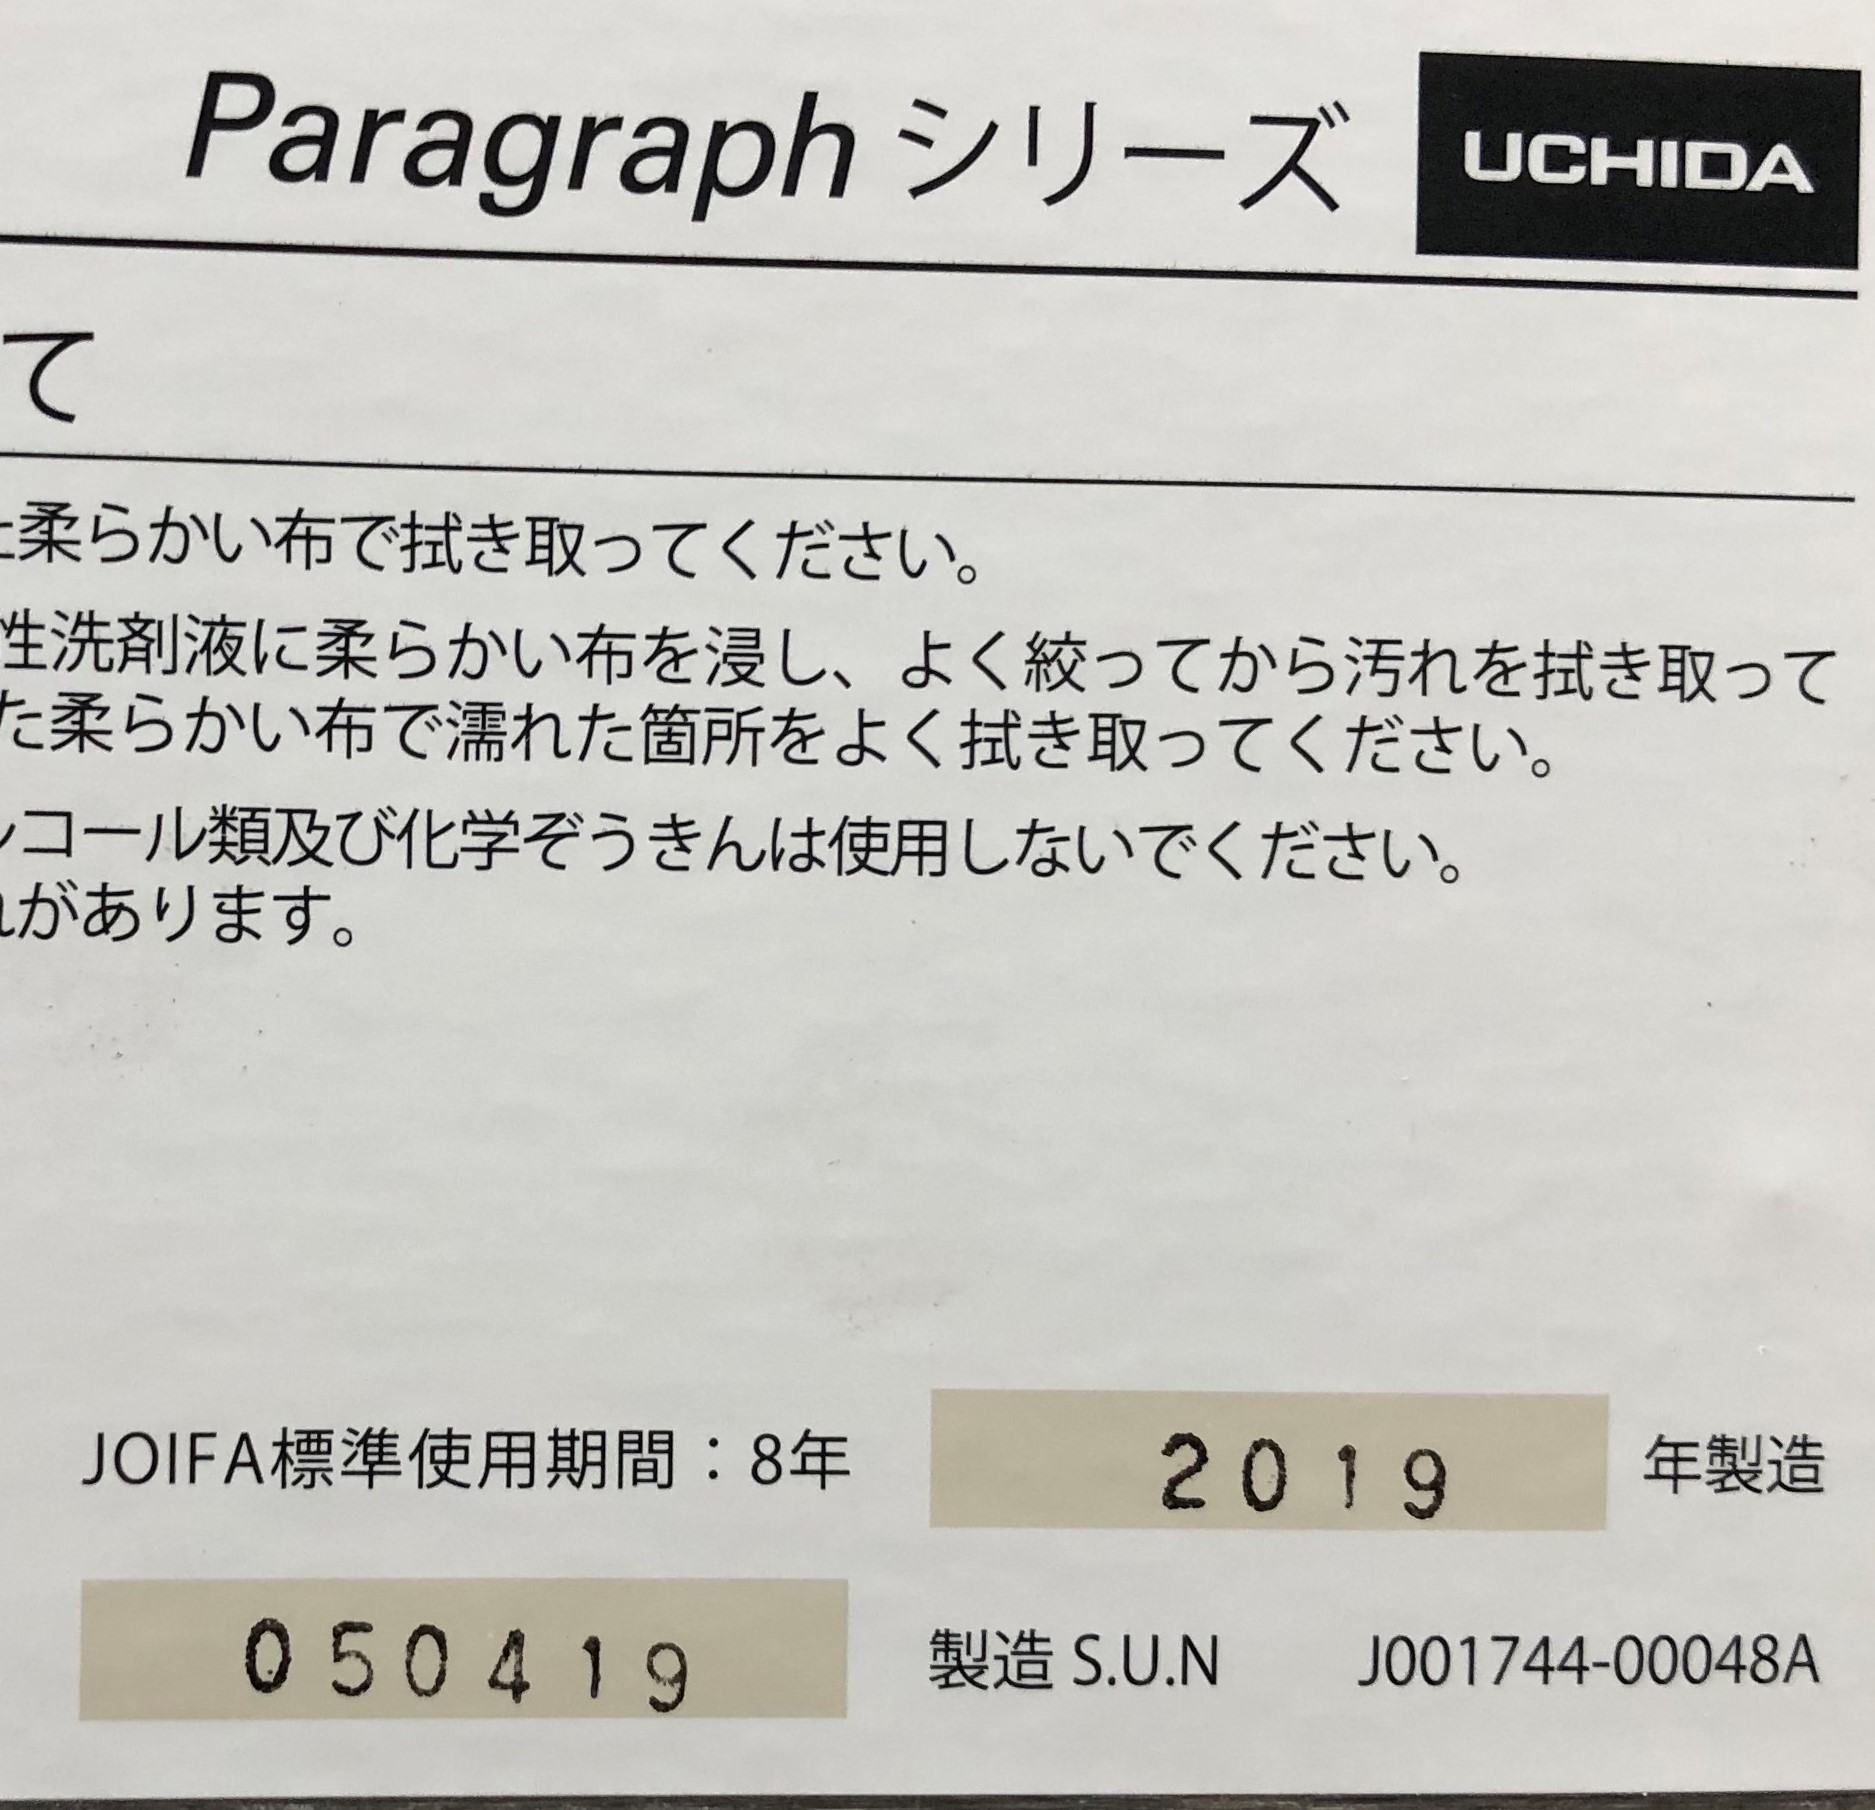 Paragraph シリーズ UCHIDA
て
柔らかい布で拭き取ってください。
性洗剤液に柔らかい布を浸し、よく絞ってから汚れを拭き取って
た柔らかい布で濡れた箇所をよく拭き取ってください。
コール類及び化学ぞうきんは使用しないでください。
があります。
JOIFA標準使用期間：8年 2019 年製造
050419 製造 S.U.N J001744-00048A